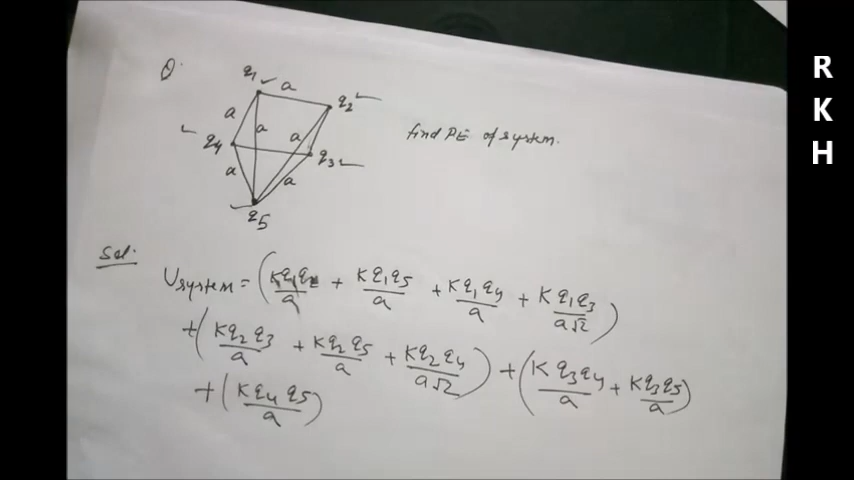 Q.
q1 a q2
a a a
q4 q3
a a
q5
find PE of system.
Sol.
Usystem = (Kq1q2/a + Kq1q5/a + Kq1q4/a + Kq1q3/a√2)
+ (Kq2q3/a + Kq2q5/a + Kq2q4/a√2) + (Kq3q4/a + Kq3q5/a)
+ (Kq4q5/a)
R
K
H